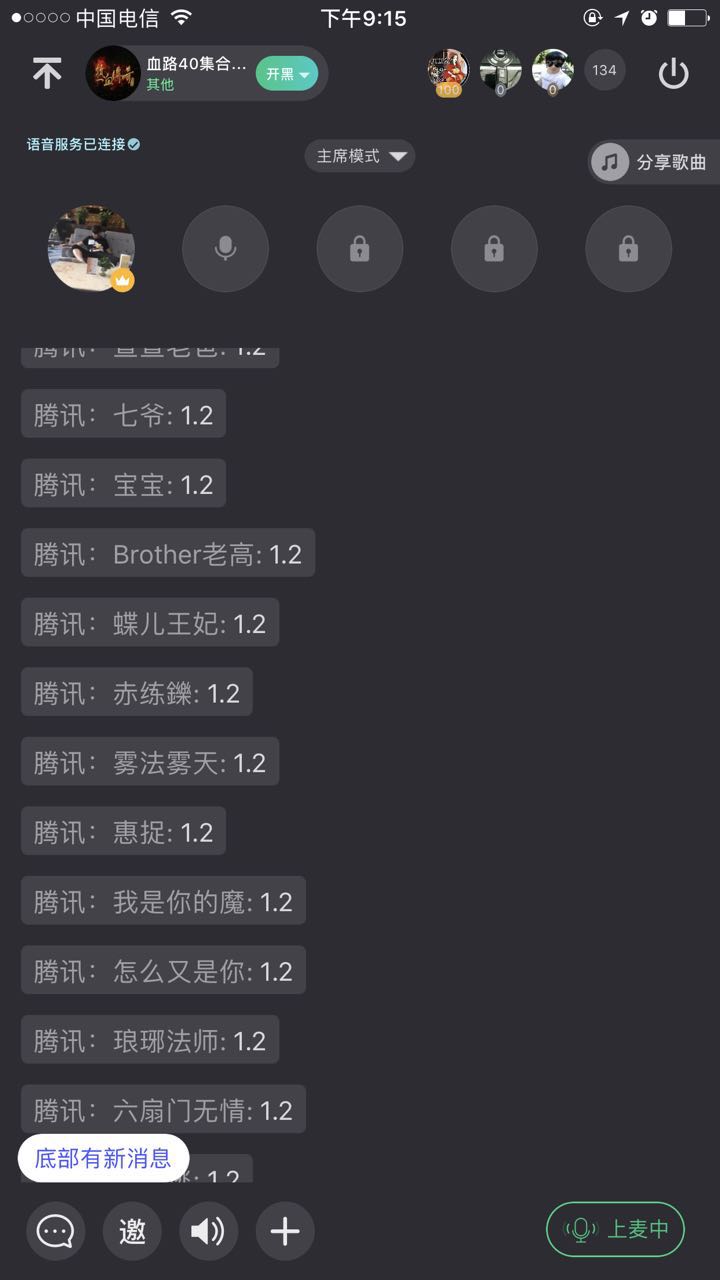 中国电信
下午9:15
血路40集合...
其他
开黑
100
0
0
134
语音服务已连接
主席模式
分享歌曲
1.2
腾讯： 七爷: 1.2
腾讯： 宝宝: 1.2
腾讯： Brother老高: 1.2
腾讯： 蝶儿王妃: 1.2
腾讯： 赤练鑠: 1.2
腾讯： 雾法雾天: 1.2
腾讯： 惠捉: 1.2
腾讯： 我是你的魔: 1.2
腾讯： 怎么又是你: 1.2
腾讯： 琅琊法师: 1.2
腾讯： 六扇门无情: 1.2
底部有新消息
1.2
邀
上麦中